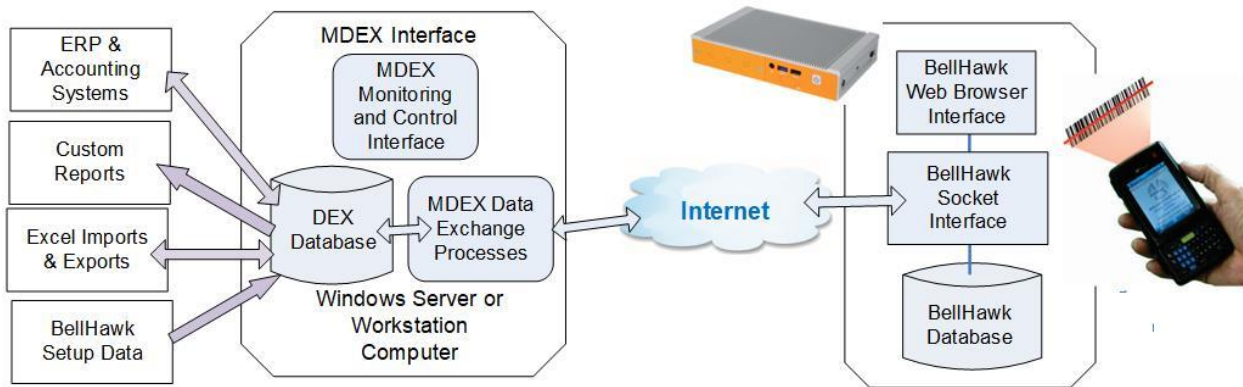 ERP &
Accounting
Systems
Custom
Reports
Excel Imports
& Exports
BellHawk
Setup Data
MDEX Interface
MDEX
Monitoring
and Control
Interface
DEX
Database
MDEX Data
Exchange
Processes
Windows Server or
Workstation
Computer
Internet
BellHawk
Web Browser
Interface
BellHawk
Socket
Interface
BellHawk
Database